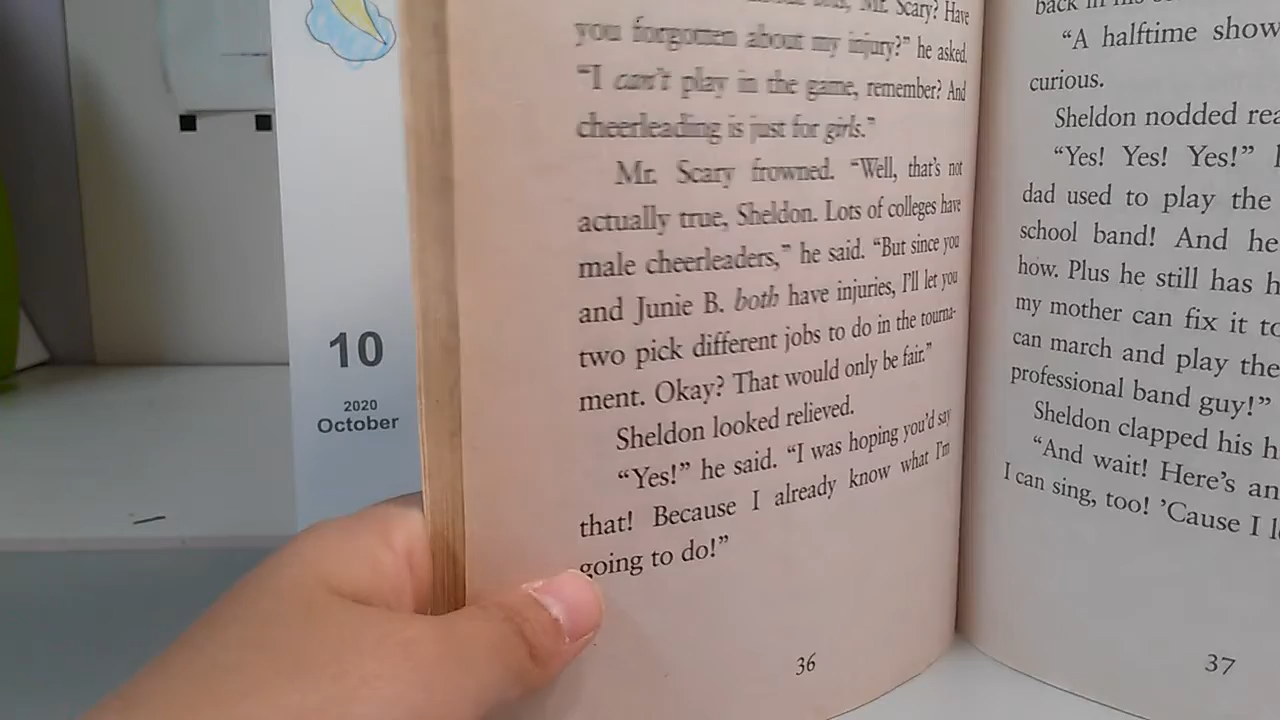 10
2020
October
Mr. Scary? Have
you forgotten about my injury?” he asked.
“I can’t play in the game, remember? And
cheerleading is just for girls.”
Mr. Scary frowned. “Well, that’s not
actually true, Sheldon. Lots of colleges have
male cheerleaders,” he said. “But since you
and Junie B. both have injuries, I’ll let you
two pick different jobs to do in the tourna-
ment. Okay? That would only be fair.”
Sheldon looked relieved.
“Yes!” he said. “I was hoping you’d say
that! Because I already know what I’m
going to do!”
36
back in his
“A halftime show
curious.
Sheldon nodded rea
“Yes! Yes! Yes!”
dad used to play the
school band! And he
how. Plus he still has h
my mother can fix it to
can march and play the
professional band guy!”
Sheldon clapped his h
“And wait! Here’s an
I can sing, too! ’Cause I l
37